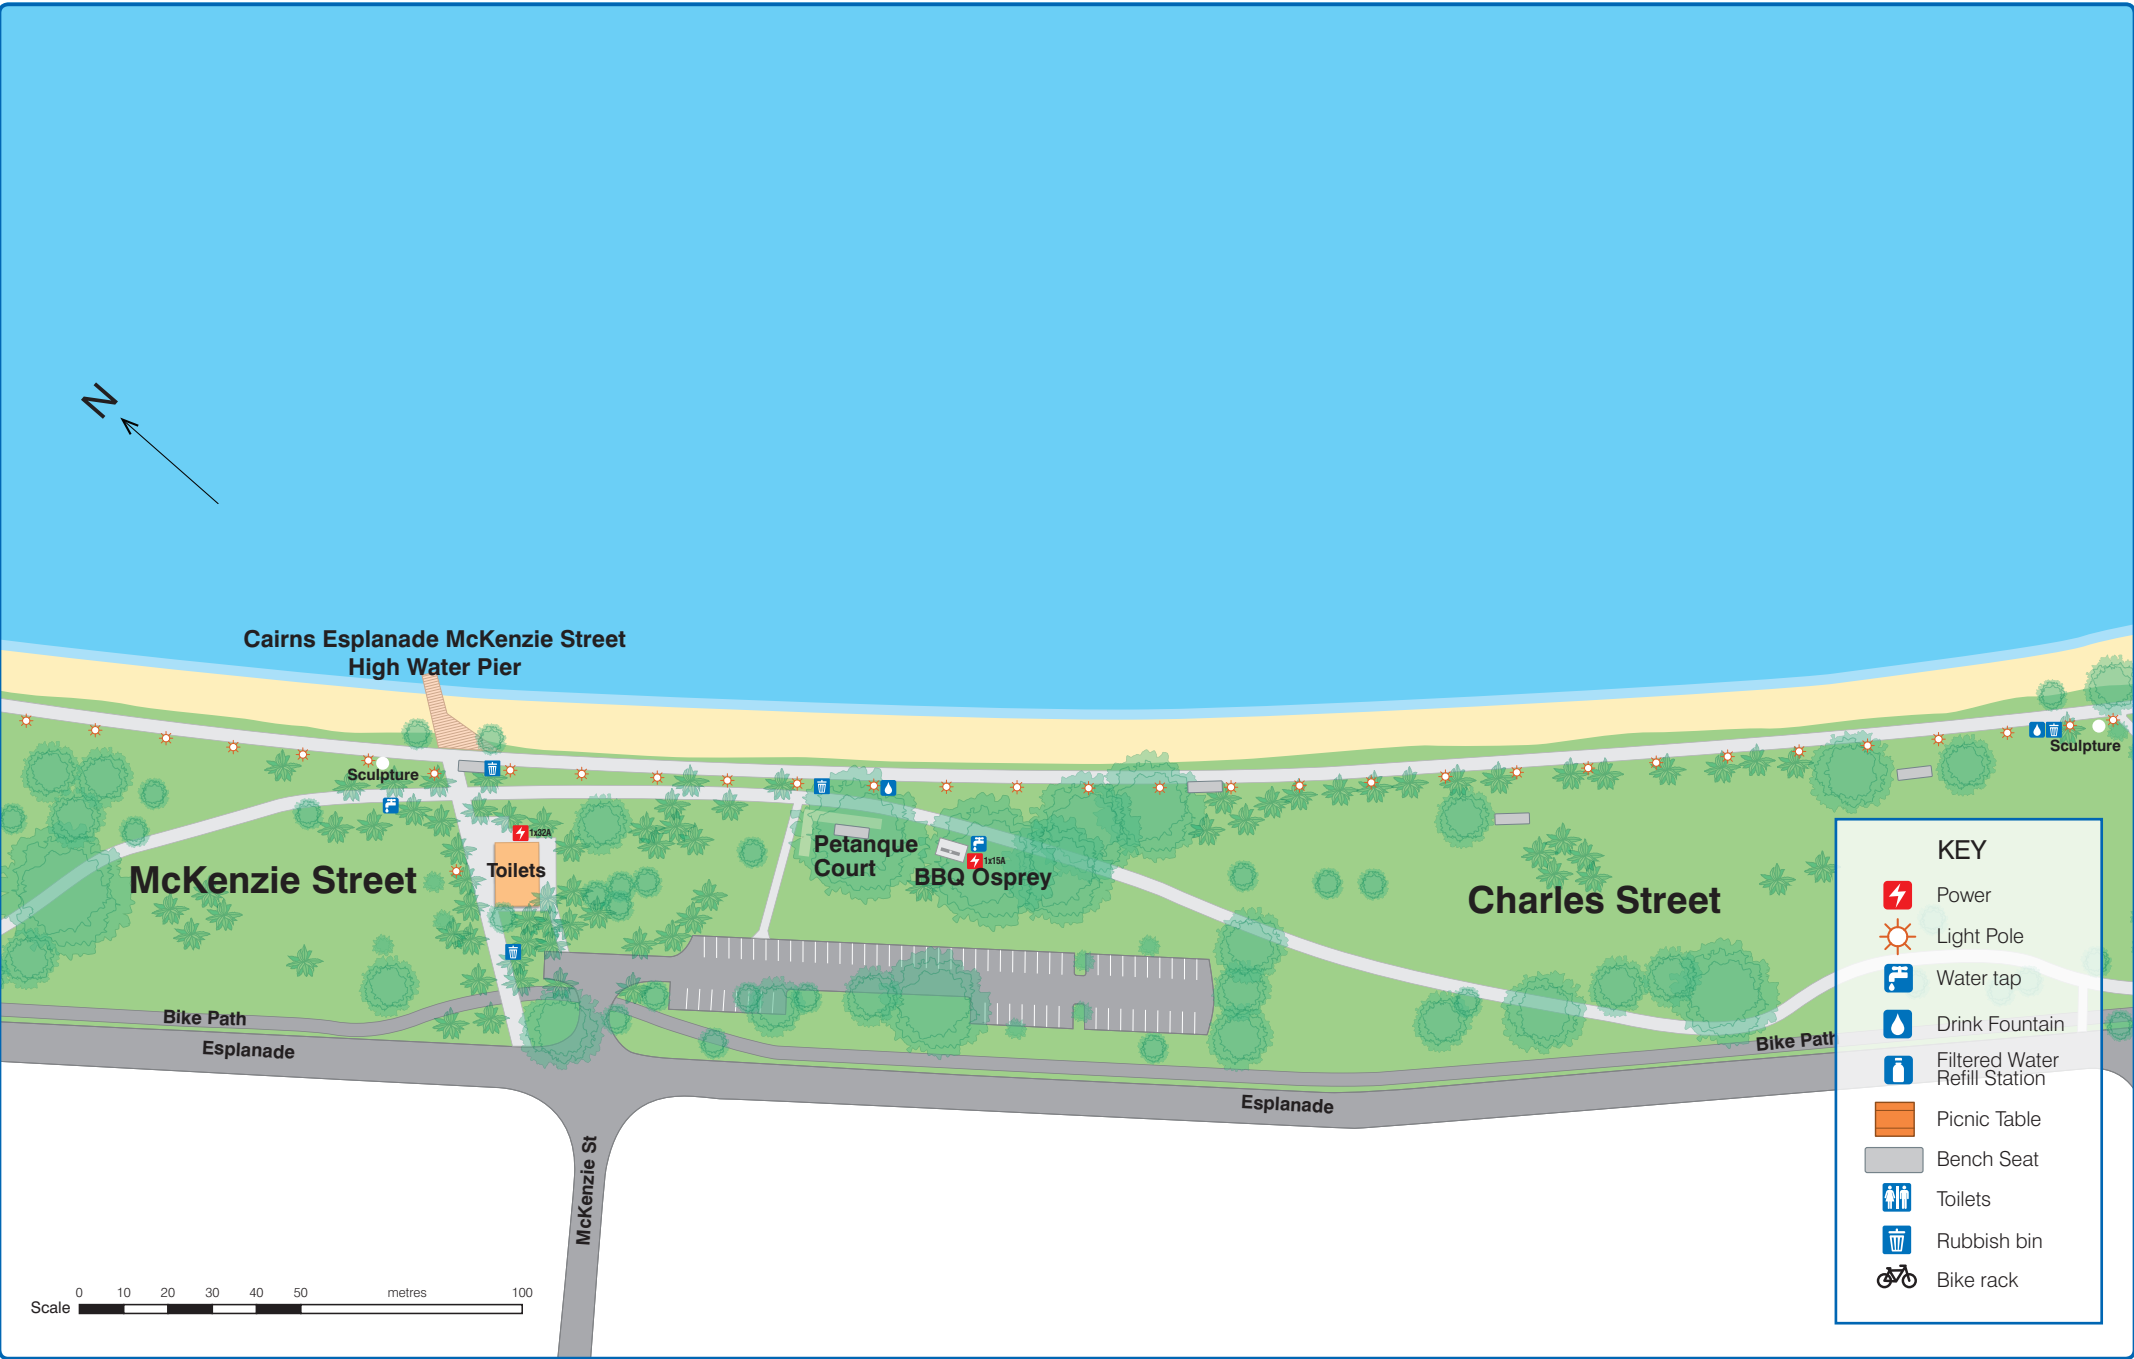 N
Cairns Esplanade McKenzie Street
High Water Pier
Sculpture
Sculpture
1x32A
Toilets
McKenzie Street
Petanque
Court
1x15A
BBQ Osprey
Charles Street
Bike Path
Esplanade
Bike Path
Esplanade
McKenzie St
KEY
Power
Light Pole
Water tap
Drink Fountain
Filtered Water
Refill Station
Picnic Table
Bench Seat
Toilets
Rubbish bin
Bike rack
0 10 20 30 40 50 metres 100
Scale